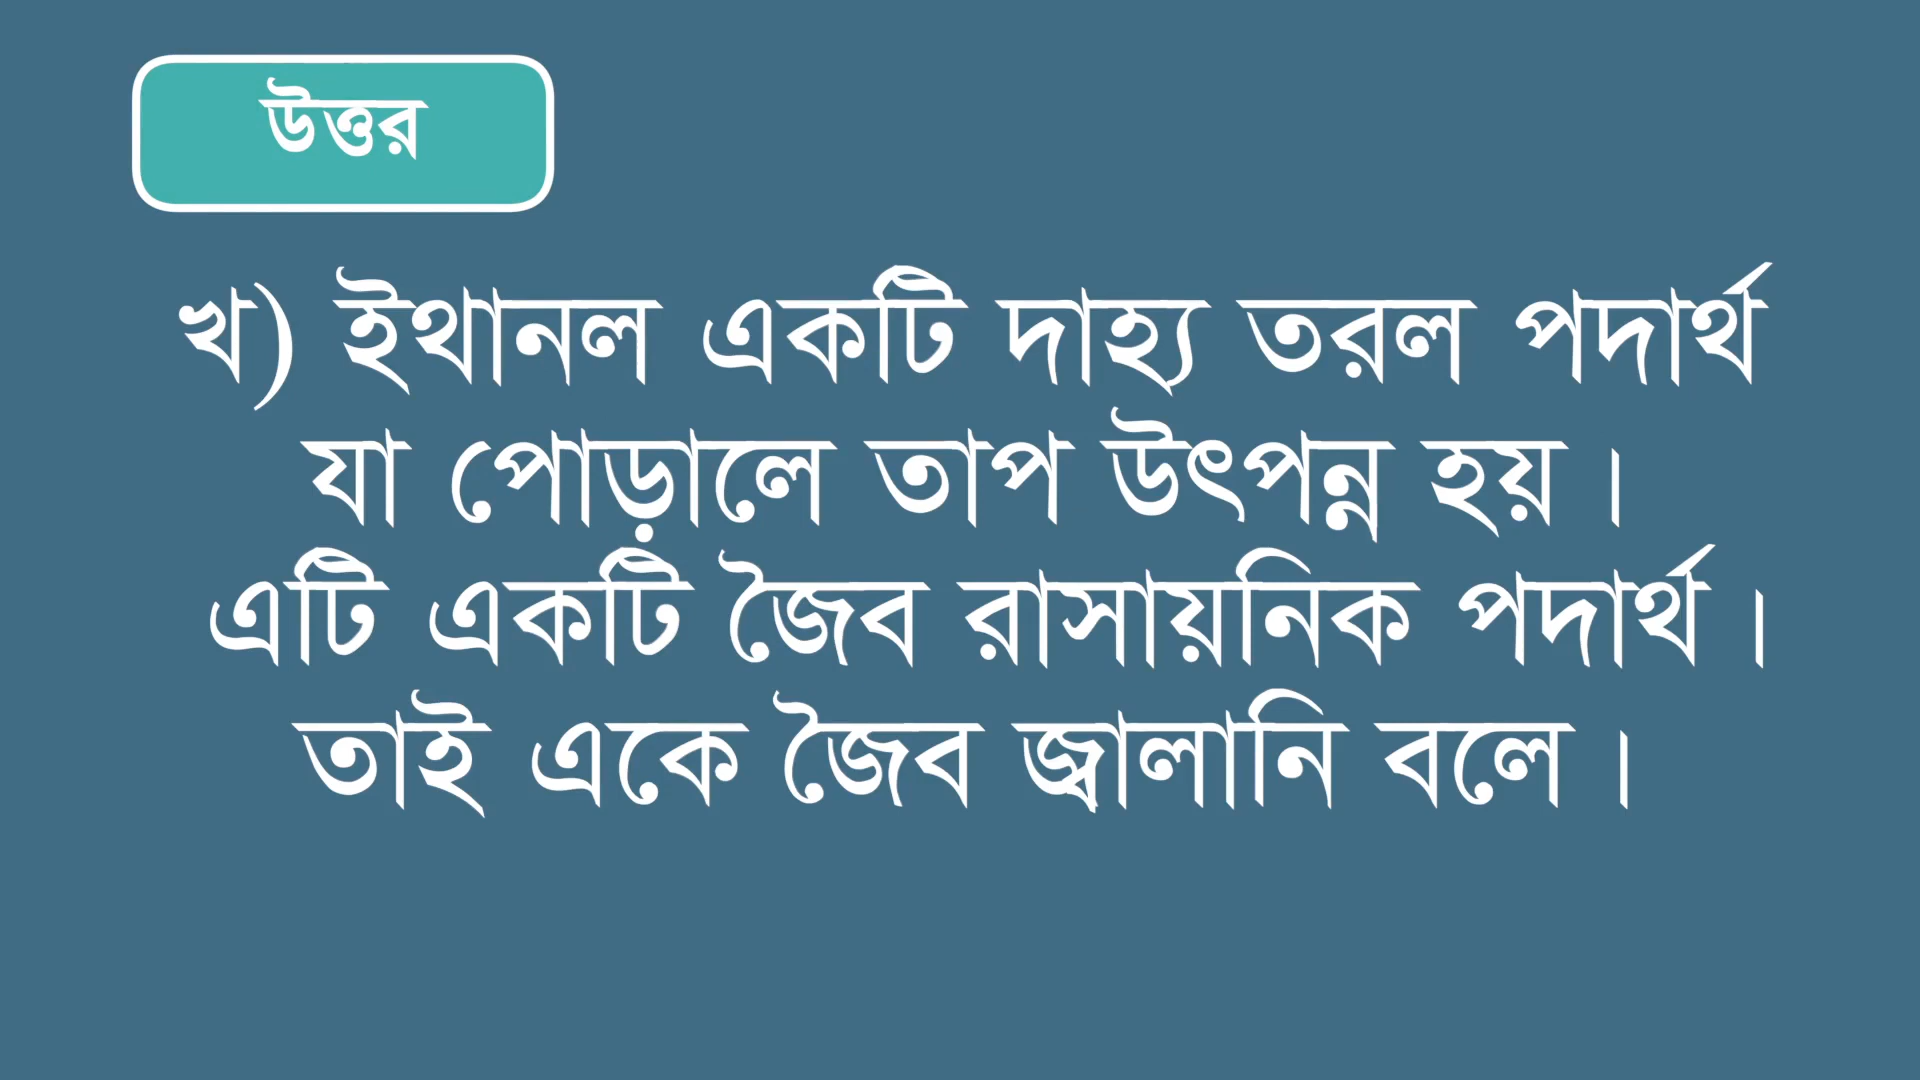 উত্তর
খ) ইথানল একটি দাহ্য তরল পদার্থ
যা পোড়ালে তাপ উৎপন্ন হয়।
এটি একটি জৈব রাসায়নিক পদার্থ।
তাই একে জৈব জ্বালানি বলে।